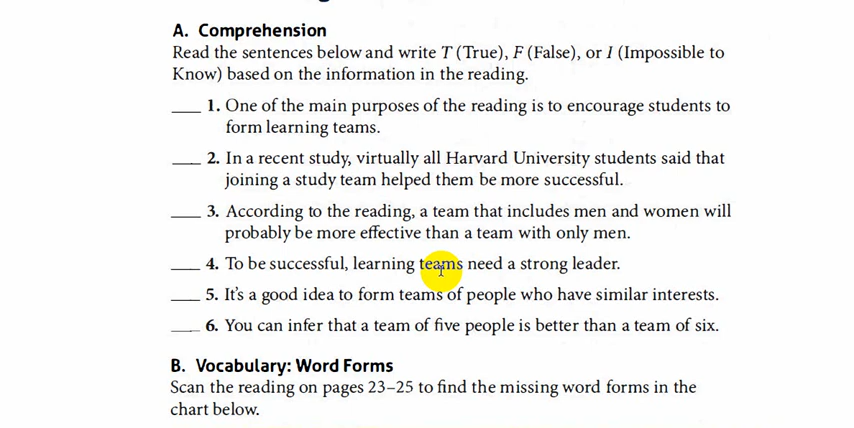 A. Comprehension
Read the sentences below and write T (True), F (False), or I (Impossible to
Know) based on the information in the reading.
___ 1. One of the main purposes of the reading is to encourage students to
form learning teams.
___ 2. In a recent study, virtually all Harvard University students said that
joining a study team helped them be more successful.
___ 3. According to the reading, a team that includes men and women will
probably be more effective than a team with only men.
___ 4. To be successful, learning teams need a strong leader.
___ 5. It's a good idea to form teams of people who have similar interests.
___ 6. You can infer that a team of five people is better than a team of six.
B. Vocabulary: Word Forms
Scan the reading on pages 23–25 to find the missing word forms in the
chart below.